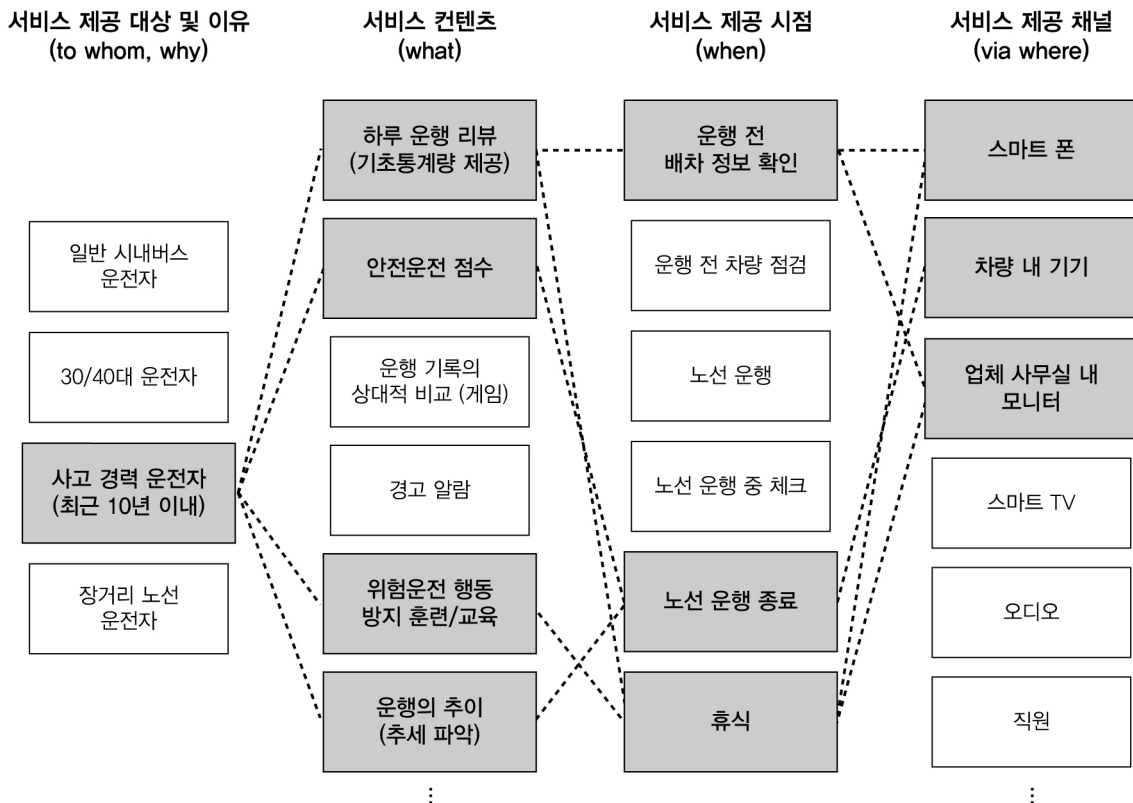 서비스 제공 대상 및 이유
(to whom, why)
일반 시내버스
운전자
30/40대 운전자
사고 경력 운전자
(최근 10년 이내)
장거리 노선
운전자
서비스 컨텐츠
(what)
하루 운행 리뷰
(기초통계량 제공)
안전운전 점수
운행 기록의
상대적 비교 (게임)
경고 알람
위험운전 행동
방지 훈련/교육
운행의 추이
(추세 파악)
⋮
서비스 제공 시점
(when)
운행 전
배차 정보 확인
운행 전 차량 점검
노선 운행
노선 운행 중 체크
노선 운행 종료
휴식
서비스 제공 채널
(via where)
스마트 폰
차량 내 기기
업체 사무실 내
모니터
스마트 TV
오디오
직원
⋮